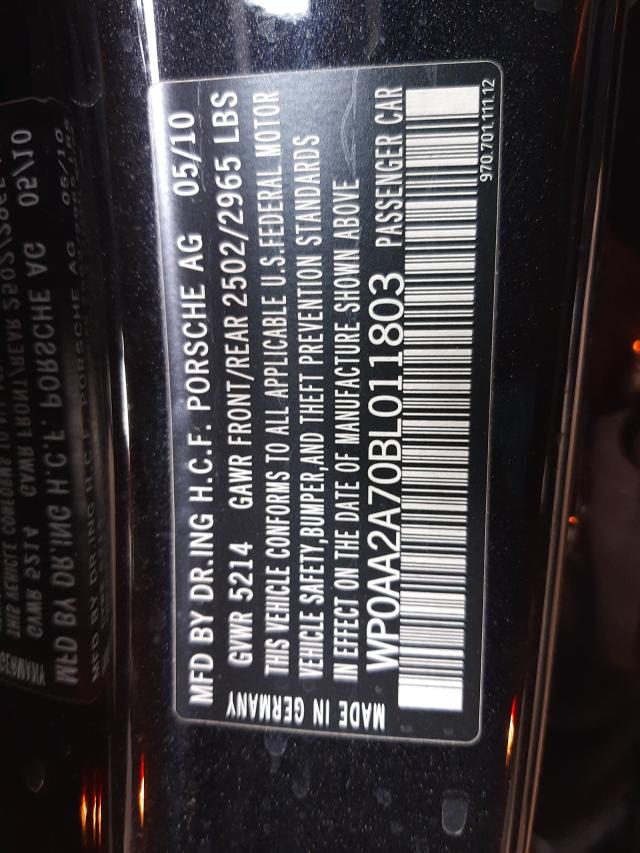 MFD BY DR.ING H.C.F. PORSCHE AG 05/10
GVWR 5214 GAWR FRONT/REAR 2502/2965 LBS
THIS VEHICLE CONFORMS TO ALL APPLICABLE U.S.FEDERAL MOTOR
VEHICLE SAFETY,BUMPER,AND THEFT PREVENTION STANDARDS
IN EFFECT ON THE DATE OF MANUFACTURE SHOWN ABOVE
WP0AA2A70BL011803 PASSENGER CAR
MADE IN GERMANY
970.701.111.12